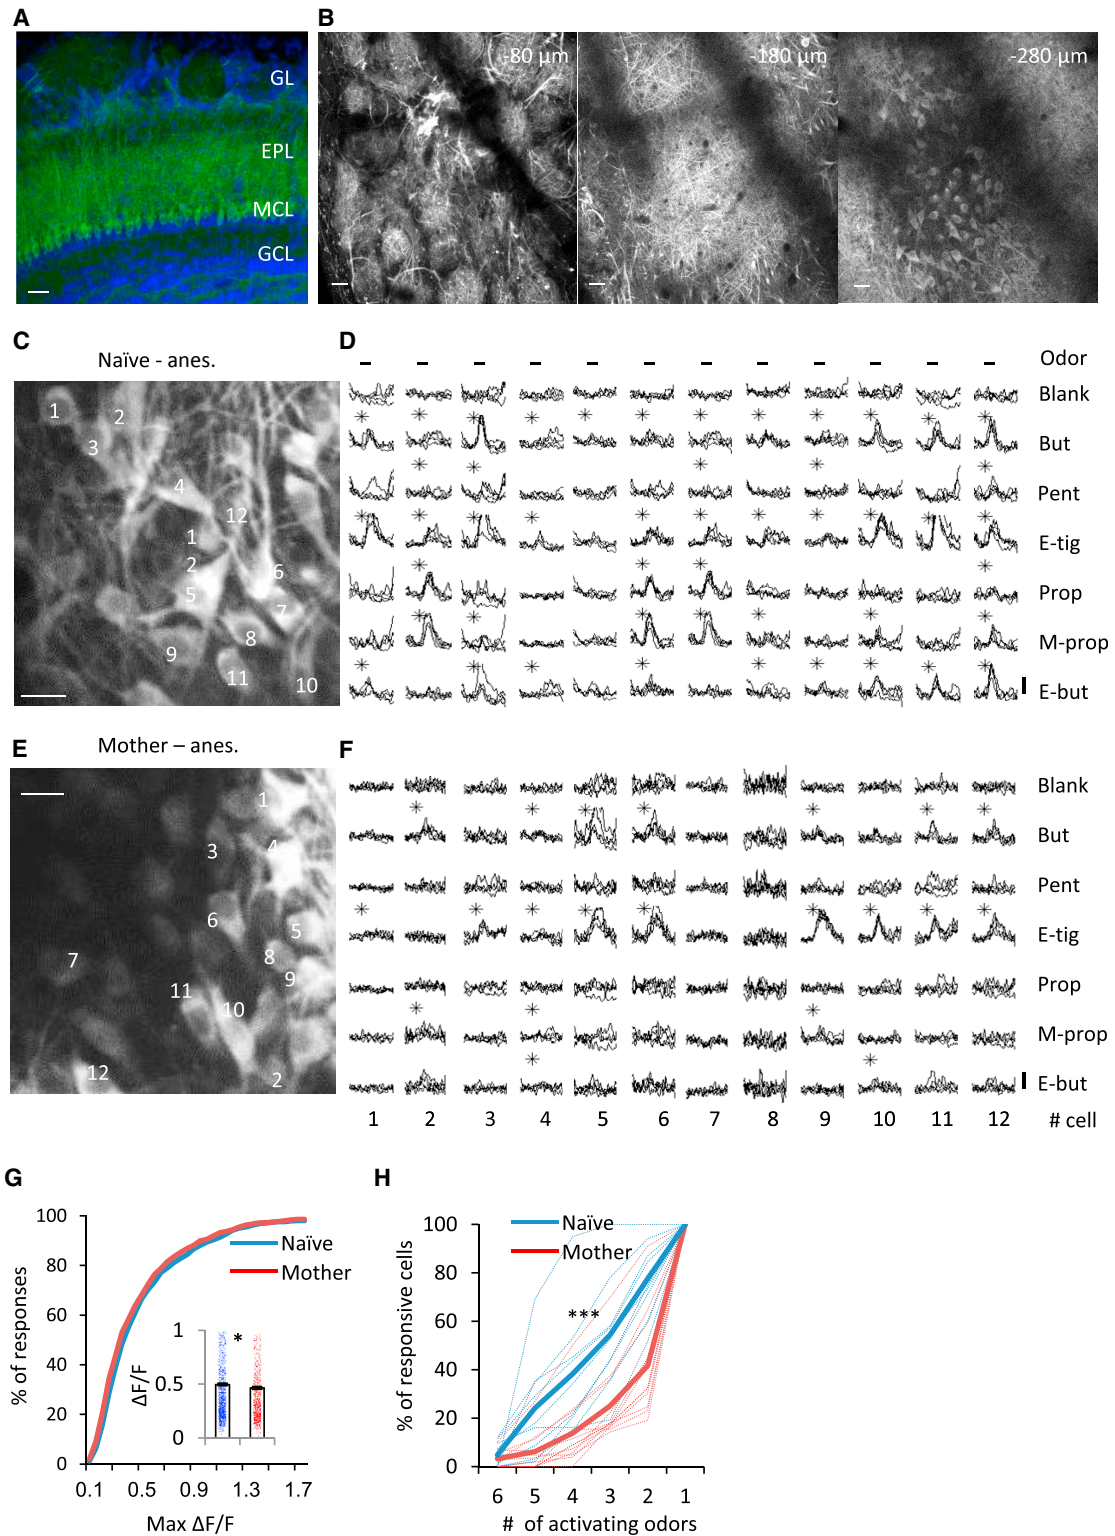 A
B
GL
EPL
MCL
GCL
-80 µm
-180 µm
-280 µm
C
Naïve - anes.
1
2
3
4
12
1
2
5
6
7
8
9
11
10
D
Odor
Blank
But
Pent
E-tig
Prop
M-prop
E-but
E
Mother – anes.
1
3
4
6
5
7
8
9
11
10
12
2
F
Blank
But
Pent
E-tig
Prop
M-prop
E-but
1 2 3 4 5 6 7 8 9 10 11 12 # cell
G
% of responses
100
80
60
40
20
0
0.1 0.5 0.9 1.3 1.7
Max ΔF/F
Naïve
Mother
ΔF/F
1
0.5
0
*
H
% of responsive cells
100
80
60
40
20
0
6 5 4 3 2 1
# of activating odors
Naïve
Mother
***